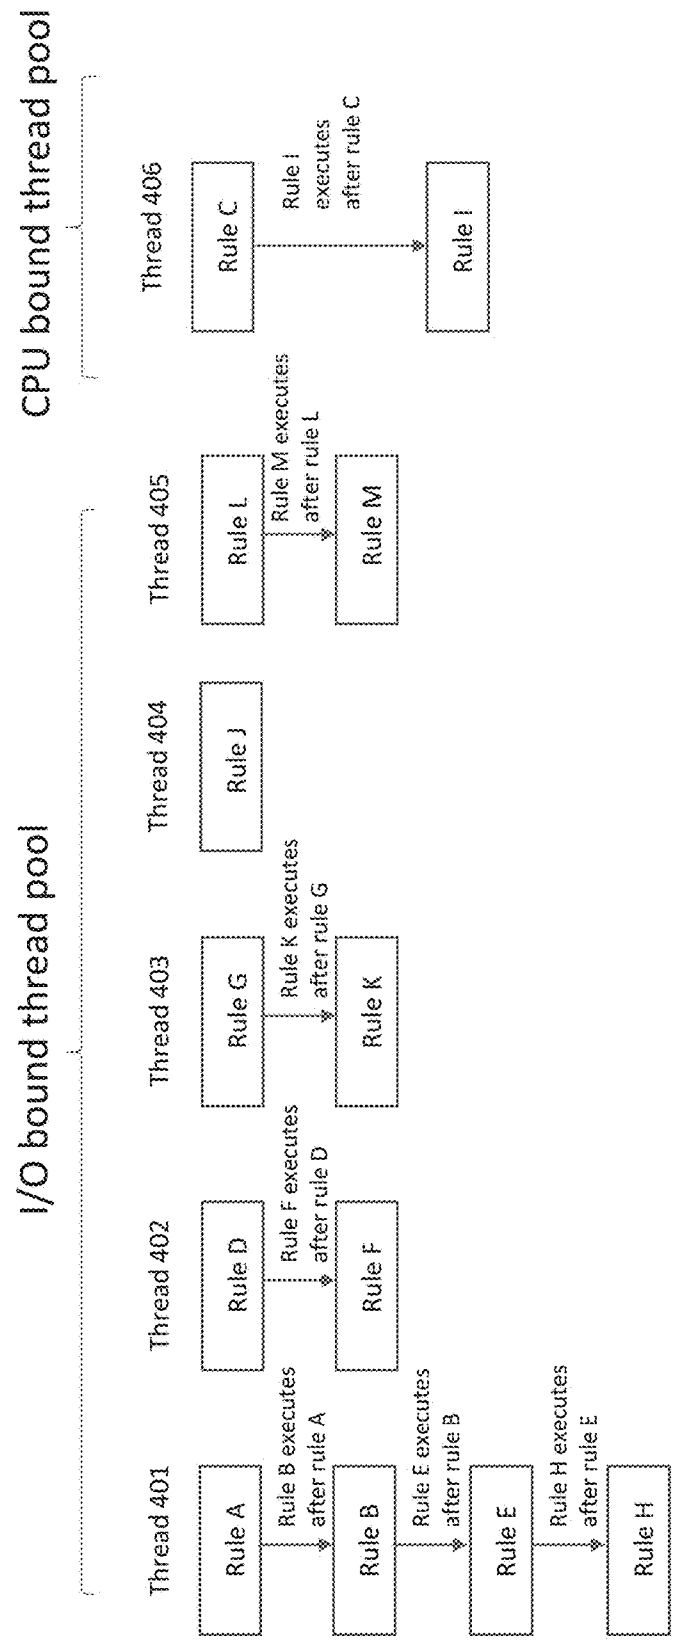 I/O bound thread pool
CPU bound thread pool
Thread 401
Thread 402
Thread 403
Thread 404
Thread 405
Thread 406
Rule A
Rule B executes
after rule A
Rule B
Rule E executes
after rule B
Rule E
Rule H executes
after rule E
Rule H
Rule D
Rule F executes
after rule D
Rule F
Rule G
Rule K executes
after rule G
Rule K
Rule J
Rule L
Rule M executes
after rule L
Rule M
Rule C
Rule I
executes
after rule C
Rule I